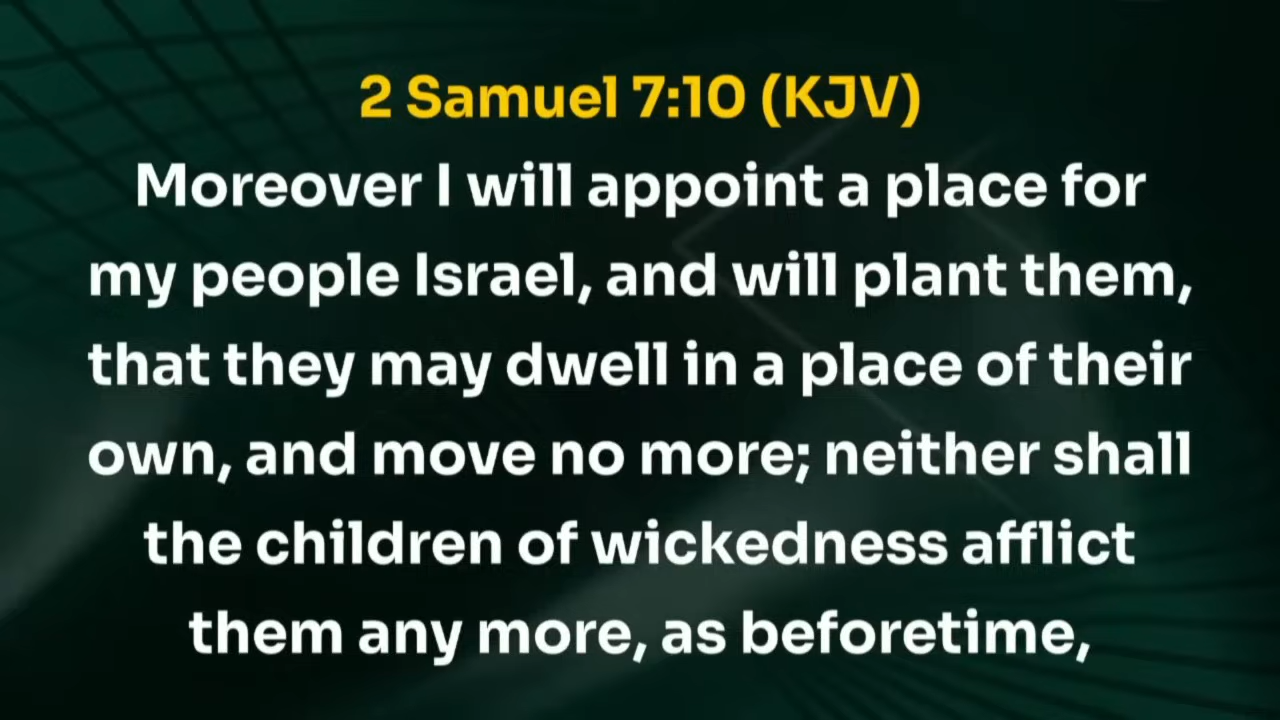 2 Samuel 7:10 (KJV)
Moreover I will appoint a place for
my people Israel, and will plant them,
that they may dwell in a place of their
own, and move no more; neither shall
the children of wickedness afflict
them any more, as beforetime,